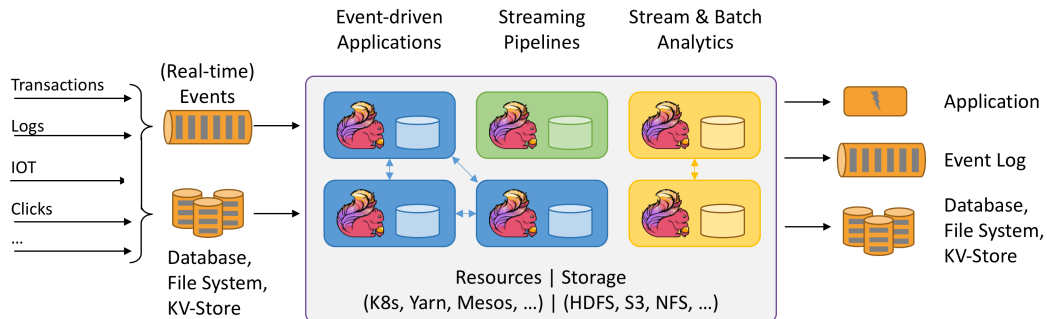 Event-driven
Applications
Streaming
Pipelines
Stream & Batch
Analytics
Transactions
Logs
IOT
Clicks
...
(Real-time)
Events
Database,
File System,
KV-Store
Resources | Storage
(K8s, Yarn, Mesos, ...) | (HDFS, S3, NFS, ...)
Application
Event Log
Database,
File System,
KV-Store